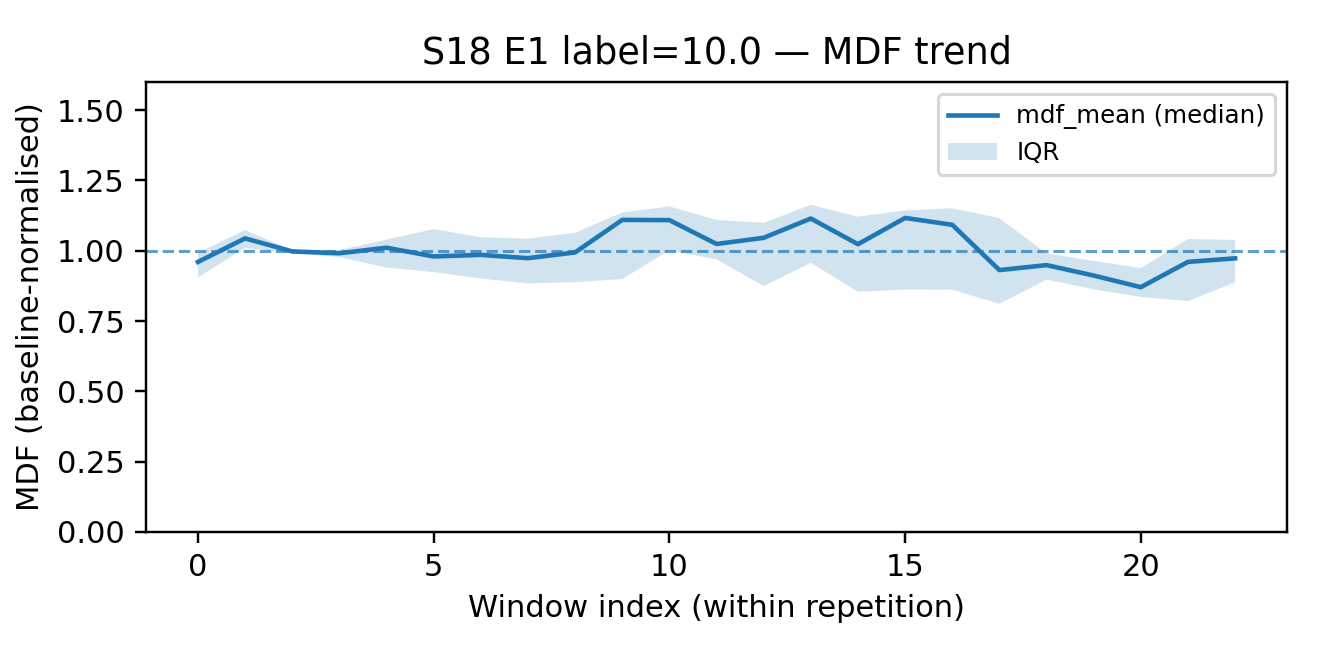 S18 E1 label=10.0 — MDF trend
mdf_mean (median)
IQR
MDF (baseline-normalised)
1.50
1.25
1.00
0.75
0.50
0.25
0.00
0 5 10 15 20
Window index (within repetition)